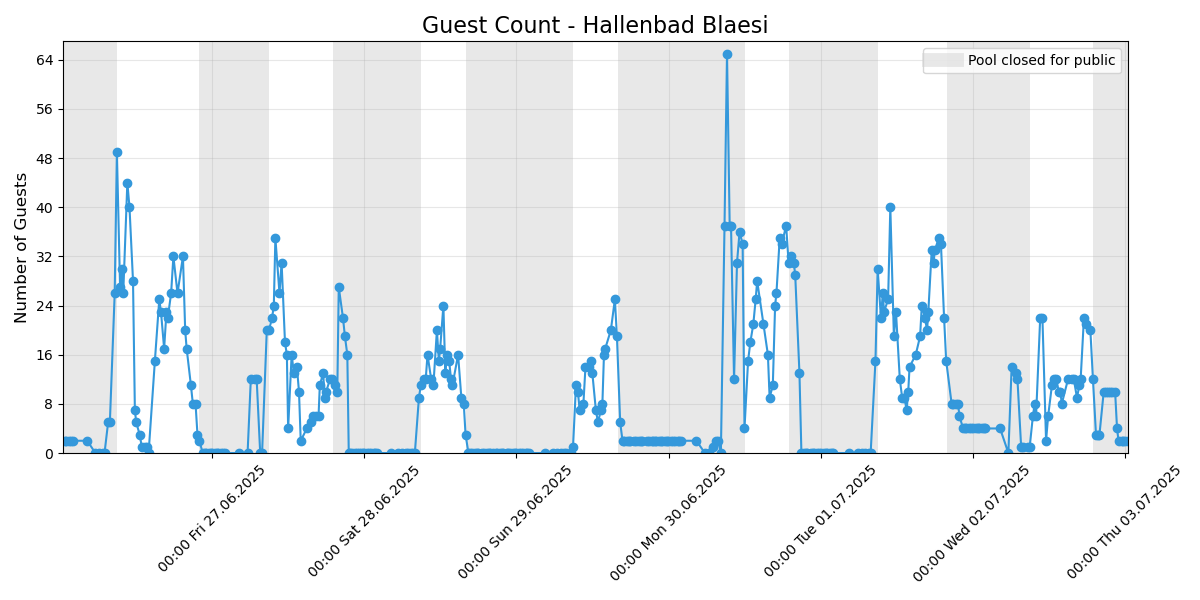 Guest Count - Hallenbad Blaesi
Pool closed for public
Number of Guests
64
56
48
40
32
24
16
8
0
00:00 Fri 27.06.2025
00:00 Sat 28.06.2025
00:00 Sun 29.06.2025
00:00 Mon 30.06.2025
00:00 Tue 01.07.2025
00:00 Wed 02.07.2025
00:00 Thu 03.07.2025